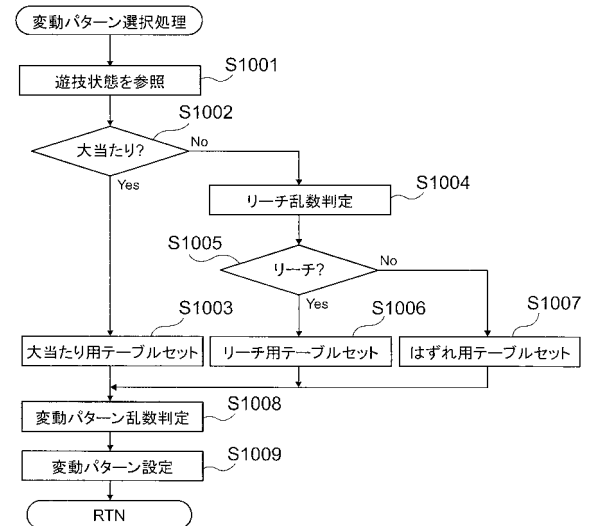 変動パターン選択処理
S1001
遊技状態を参照
S1002
大当たり?
No
Yes
S1004
リーチ乱数判定
S1005
リーチ?
No
Yes
S1003
大当たり用テーブルセット
S1006
リーチ用テーブルセット
S1007
はずれ用テーブルセット
S1008
変動パターン乱数判定
S1009
変動パターン設定
RTN